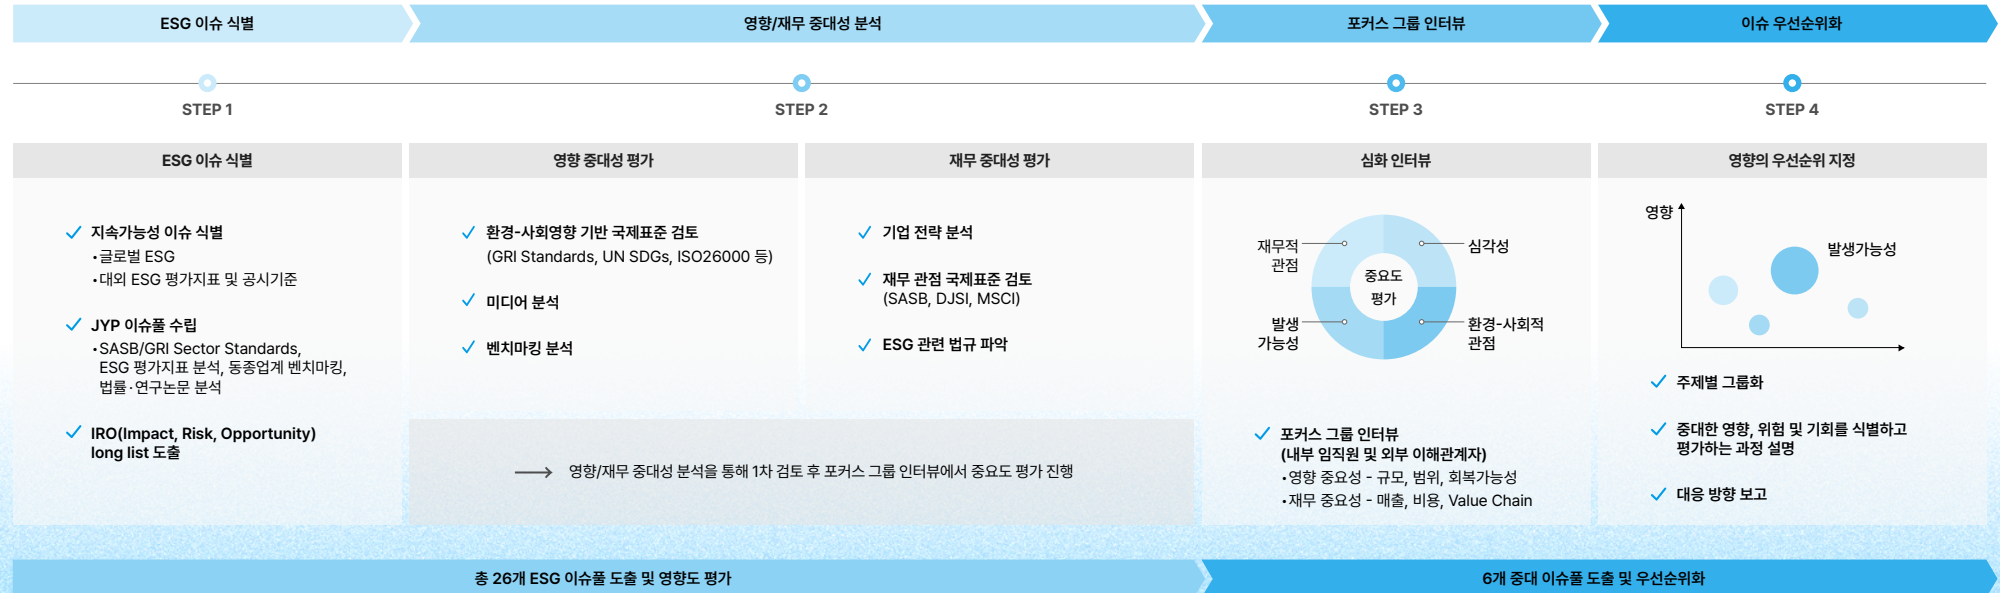 ESG 이슈 식별
영향/재무 중대성 분석
포커스 그룹 인터뷰
이슈 우선순위화
STEP 1
STEP 2
STEP 3
STEP 4
ESG 이슈 식별
지속가능성 이슈 식별
•글로벌 ESG
•대외 ESG 평가지표 및 공시기준
JYP 이슈풀 수립
•SASB/GRI Sector Standards,
ESG 평가지표 분석, 동종업계 벤치마킹,
법률·연구논문 분석
IRO(Impact, Risk, Opportunity)
long list 도출
영향 중대성 평가
환경-사회영향 기반 국제표준 검토
(GRI Standards, UN SDGs, ISO26000 등)
미디어 분석
벤치마킹 분석
재무 중대성 평가
기업 전략 분석
재무 관점 국제표준 검토
(SASB, DJSI, MSCI)
ESG 관련 법규 파악
영향/재무 중대성 분석을 통해 1차 검토 후 포커스 그룹 인터뷰에서 중요도 평가 진행
심화 인터뷰
재무적
관점
심각성
중요도
평가
발생
가능성
환경-사회적
관점
포커스 그룹 인터뷰
(내부 임직원 및 외부 이해관계자)
•영향 중요성 - 규모, 범위, 회복가능성
•재무 중요성 - 매출, 비용, Value Chain
영향의 우선순위 지정
영향
발생가능성
주제별 그룹화
중대한 영향, 위험 및 기회를 식별하고
평가하는 과정 설명
대응 방향 보고
총 26개 ESG 이슈풀 도출 및 영향도 평가
6개 중대 이슈풀 도출 및 우선순위화